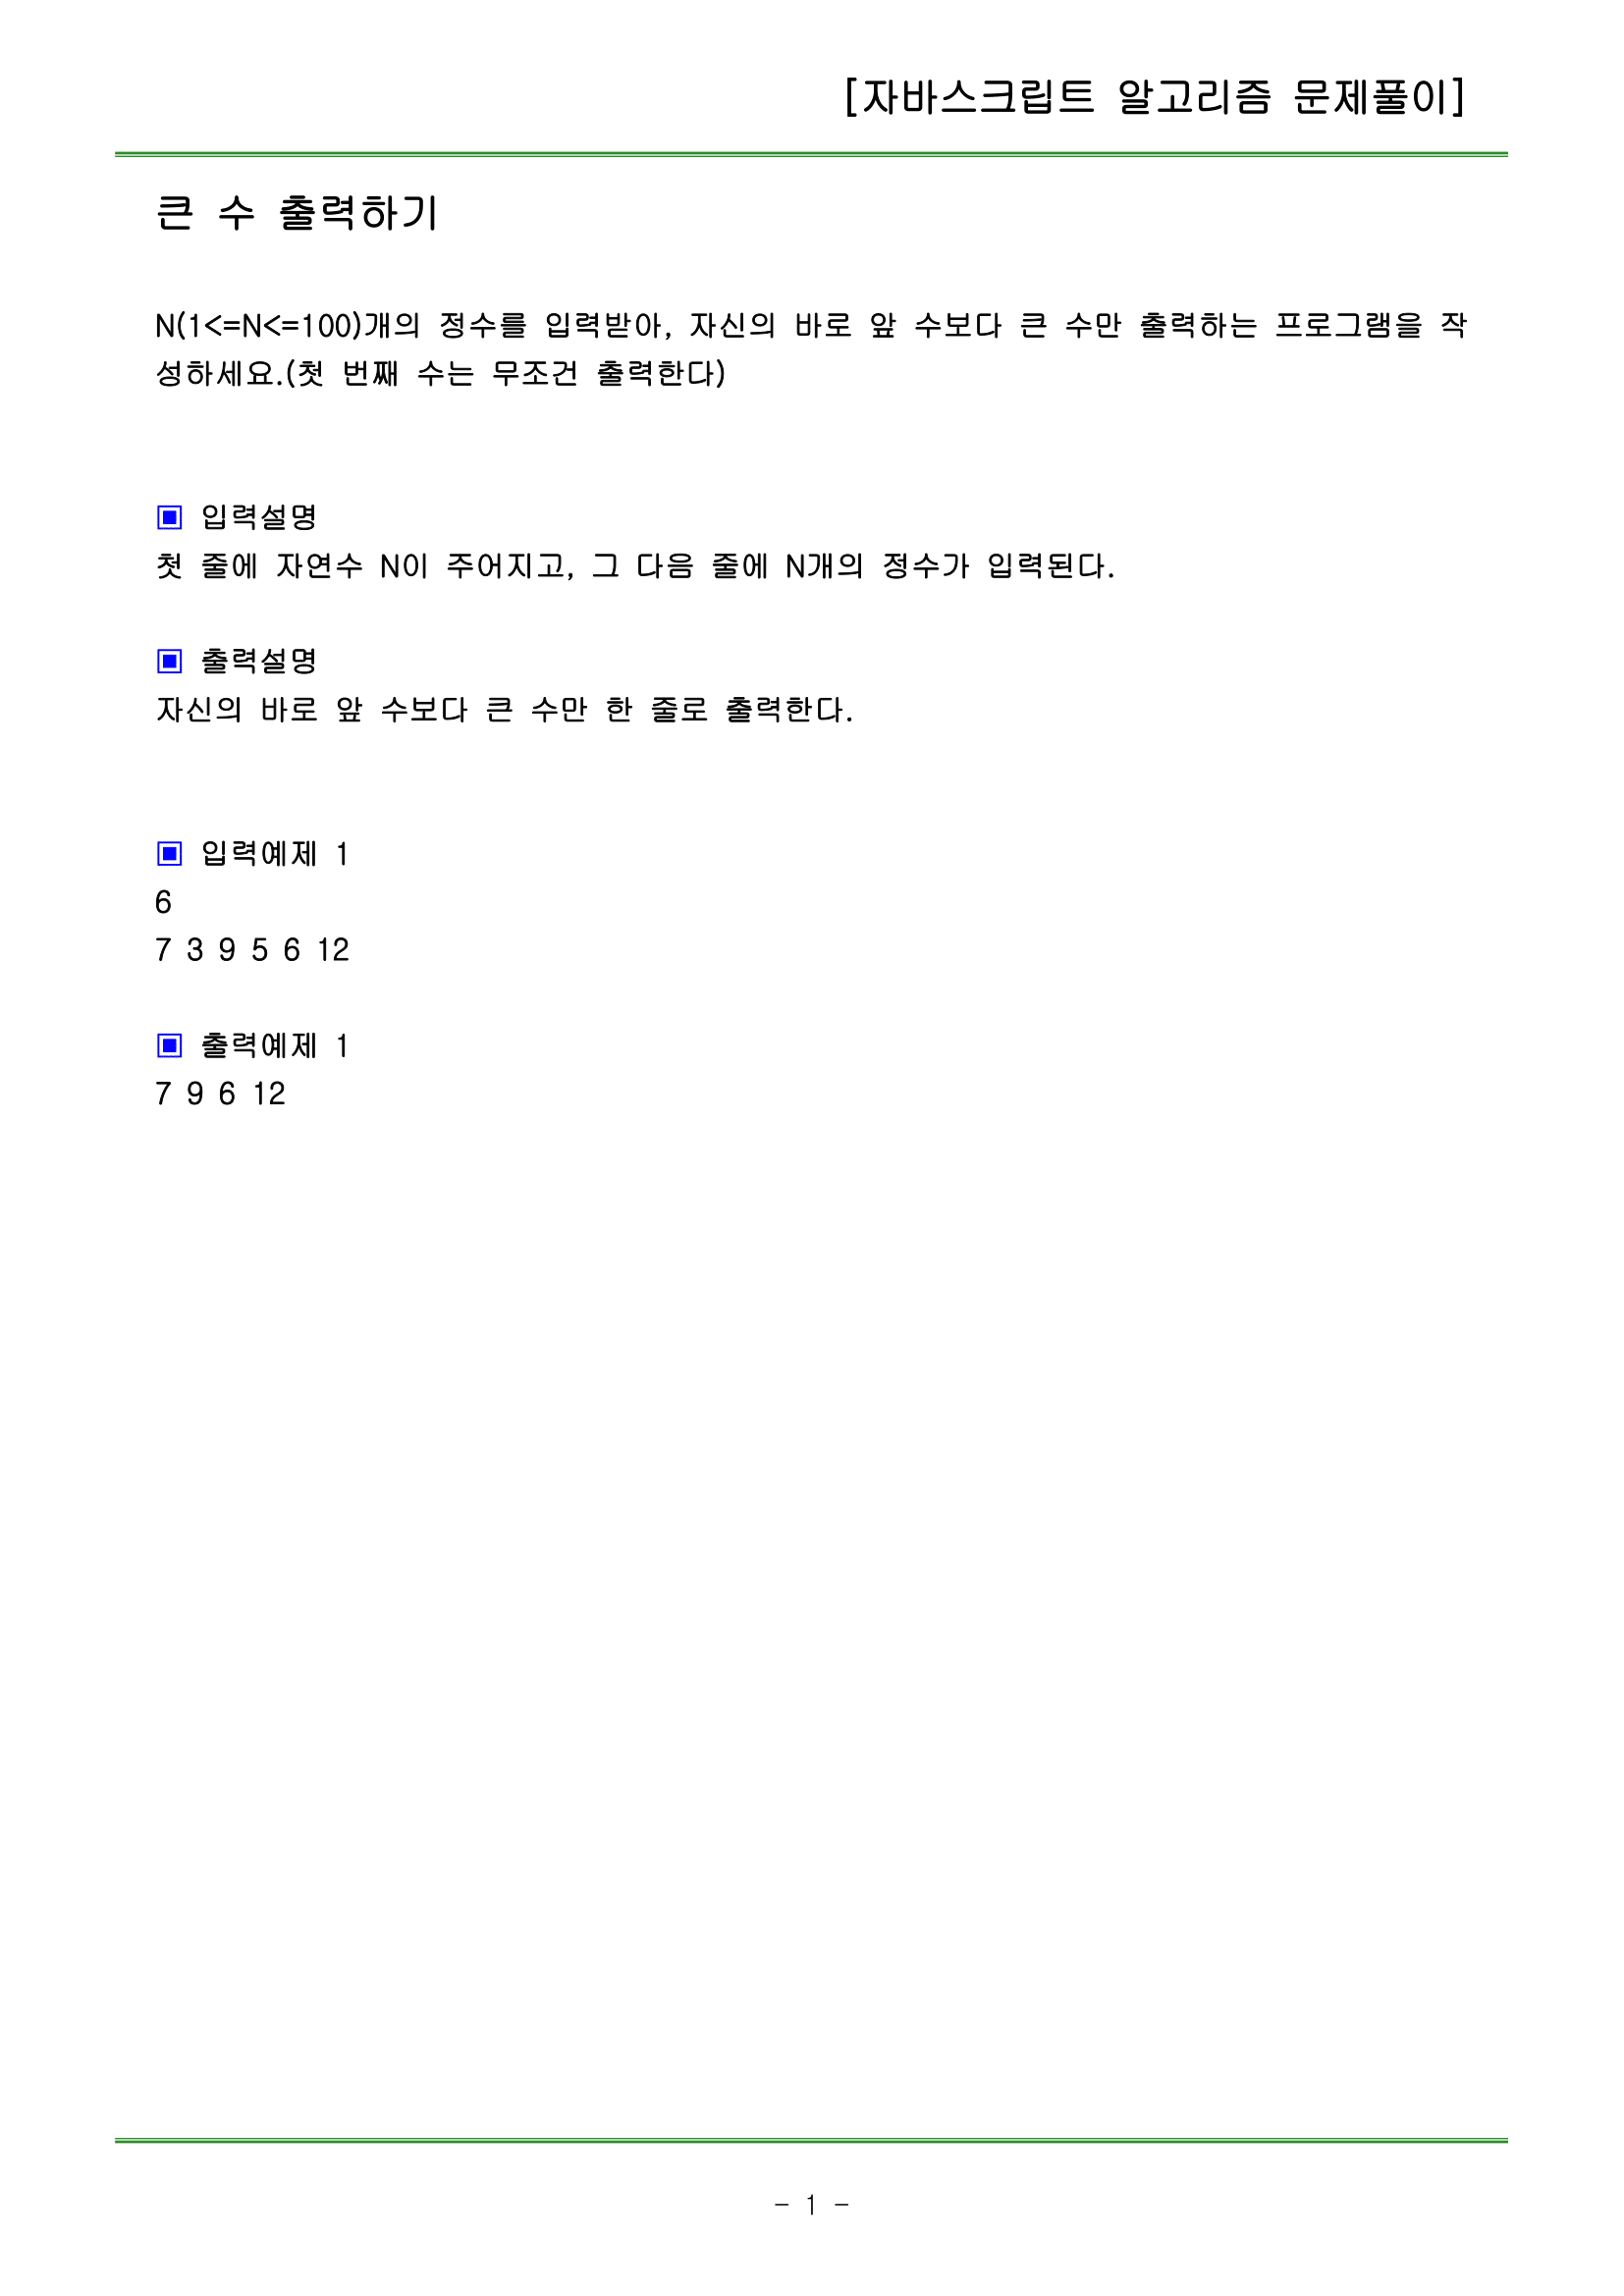 [자바스크립트 알고리즘 문제풀이]
큰 수 출력하기
N(1<=N<=100)개의 정수를 입력받아, 자신의 바로 앞 수보다 큰 수만 출력하는 프로그램을 작
성하세요.(첫 번째 수는 무조건 출력한다)
▣ 입력설명
첫 줄에 자연수 N이 주어지고, 그 다음 줄에 N개의 정수가 입력된다.
▣ 출력설명
자신의 바로 앞 수보다 큰 수만 한 줄로 출력한다.
▣ 입력예제 1
6
7 3 9 5 6 12
▣ 출력예제 1
7 9 6 12
- 1 -